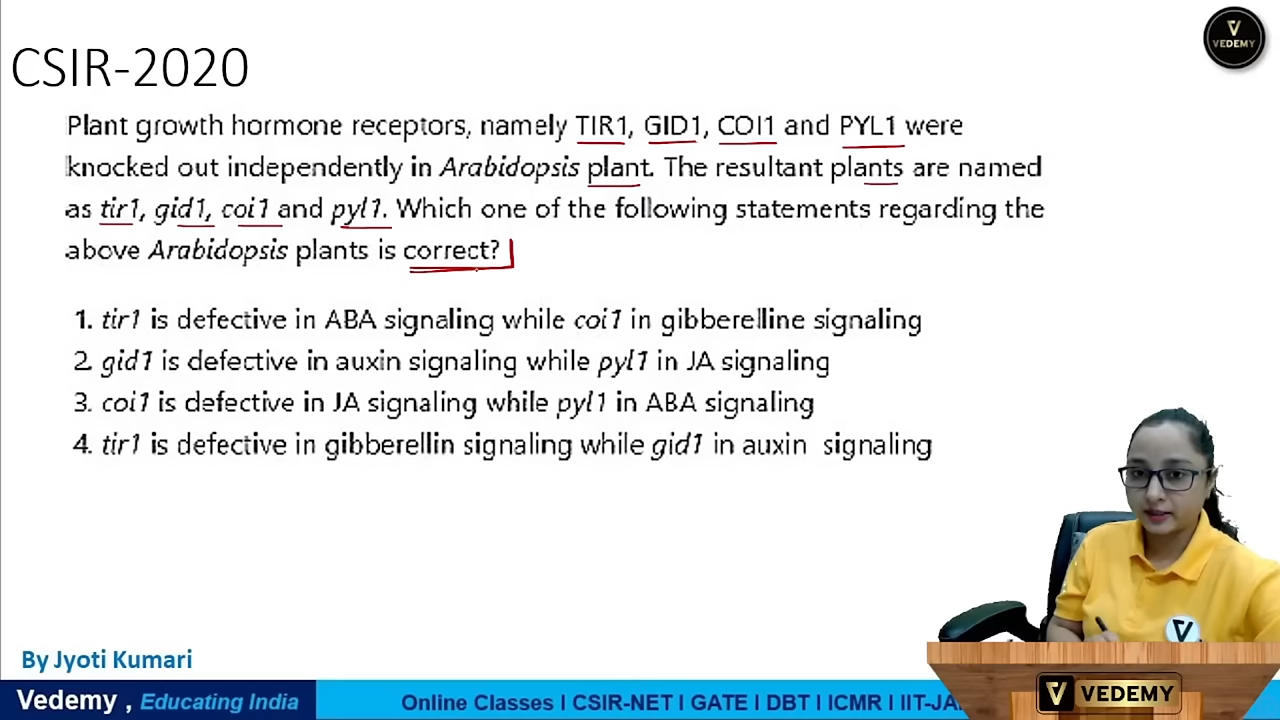 VEDEMY
CSIR-2020
Plant growth hormone receptors, namely TIR1, GID1, COI1 and PYL1 were
knocked out independently in Arabidopsis plant. The resultant plants are named
as tir1, gid1, coi1 and pyl1. Which one of the following statements regarding the
above Arabidopsis plants is correct?
1. tir1 is defective in ABA signaling while coi1 in gibberelline signaling
2. gid1 is defective in auxin signaling while pyl1 in JA signaling
3. coi1 is defective in JA signaling while pyl1 in ABA signaling
4. tir1 is defective in gibberellin signaling while gid1 in auxin signaling
By Jyoti Kumari
Vedemy , Educating India
Online Classes I CSIR-NET I GATE I DBT I ICMR I IIT-JA
VEDEMY